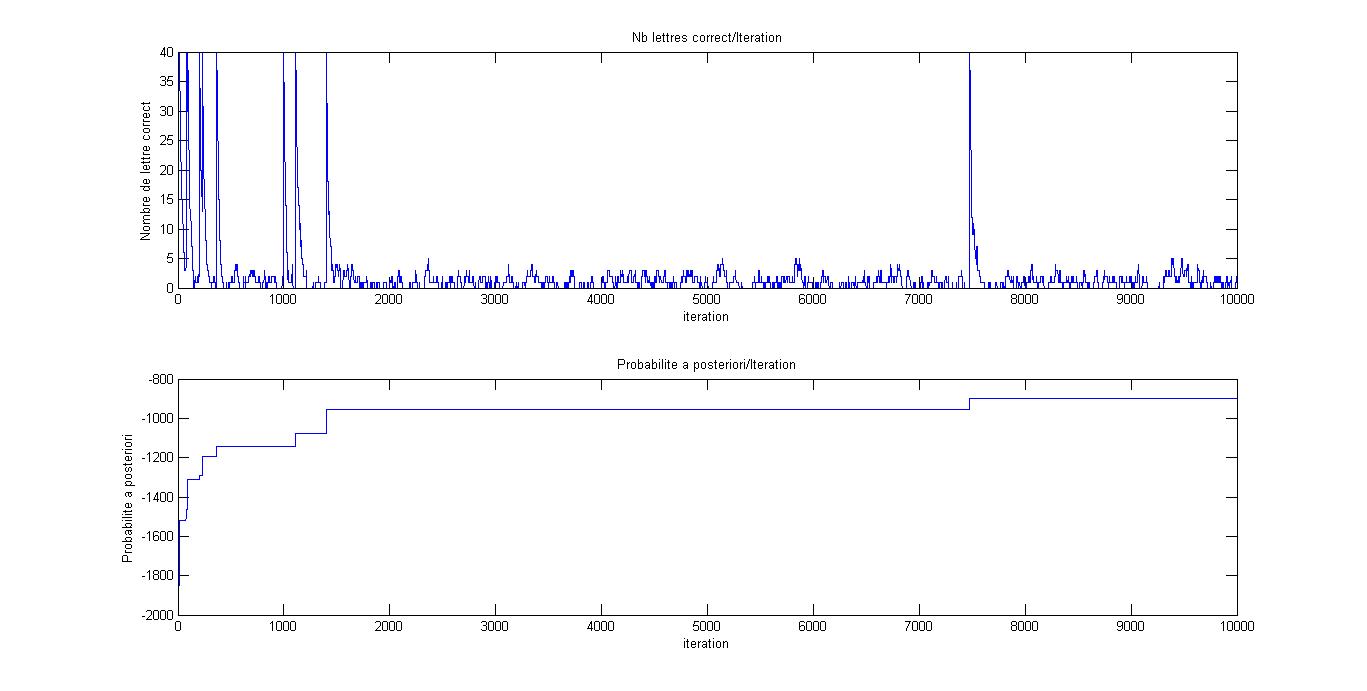 Nb lettres correct/Iteration
40
35
30
25
20
15
10
5
0
Nombre de lettre correct
0 1000 2000 3000 4000 5000 6000 7000 8000 9000 10000
iteration
Probabilite a posteriori/Iteration
-800
-1000
-1200
-1400
-1600
-1800
-2000
Probabilite a posteriori
0 1000 2000 3000 4000 5000 6000 7000 8000 9000 10000
iteration